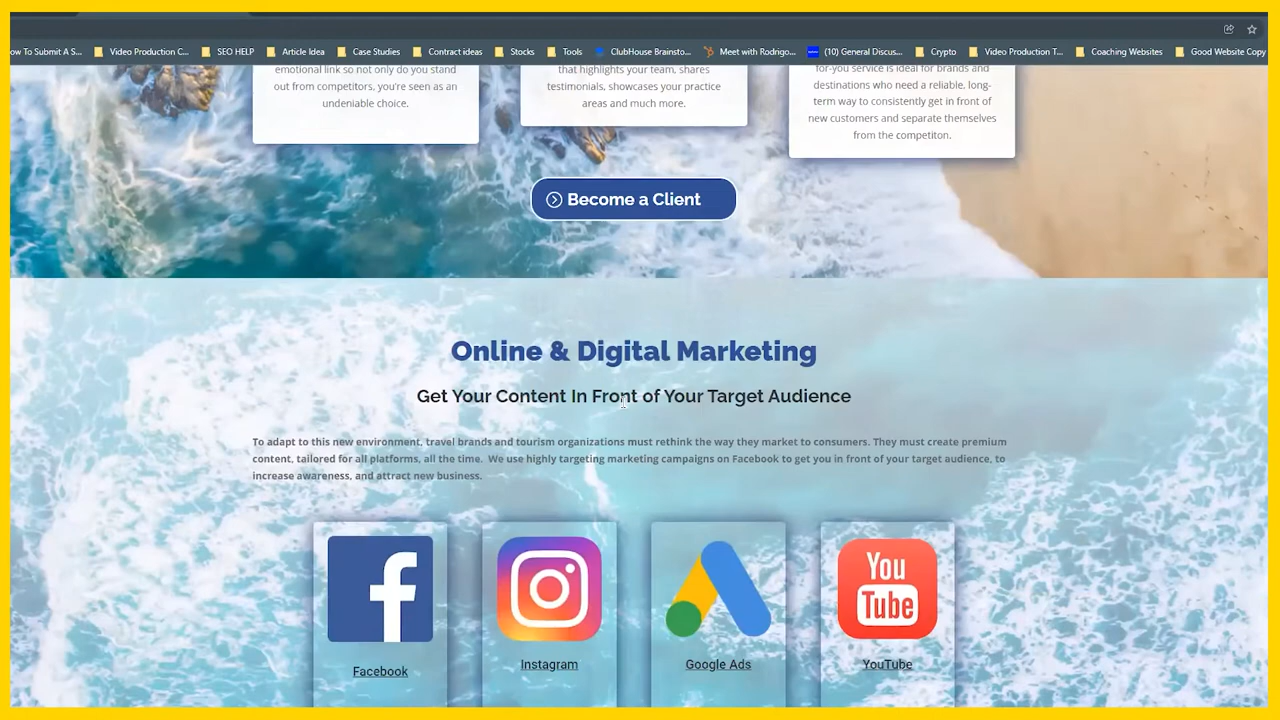 ow To Submit A S... Video Production C... SEO HELP Article Idea Case Studies Contract ideas Stocks Tools ClubHouse Brainsto... Meet with Rodrigo... (10) General Discus... Crypto Video Production T... Coaching Websites Good Website Copy
emotional link so not only do you stand
out from competitors, you're seen as an
undeniable choice.
that highlights your team, shares
testimonials, showcases your practice
areas and much more.
for-you service is ideal for brands and
destinations who need a reliable, long-
term way to consistently get in front of
new customers and separate themselves
from the competiton.
Become a Client
Online & Digital Marketing
Get Your Content In Front of Your Target Audience
To adapt to this new environment, travel brands and tourism organizations must rethink the way they market to consumers. They must create premium
content, tailored for all platforms, all the time. We use highly targeting marketing campaigns on Facebook to get you in front of your target audience, to
increase awareness, and attract new business.
You
Tube
Facebook
Instagram
Google Ads
YouTube